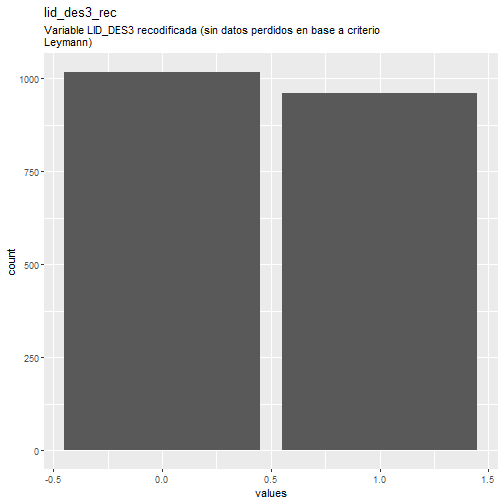 lid_des3_rec
Variable LID_DES3 recodificada (sin datos perdidos en base a criterio
Leymann)
1000
750
500
250
0
count
-0.5 0.0 0.5 1.0 1.5
values